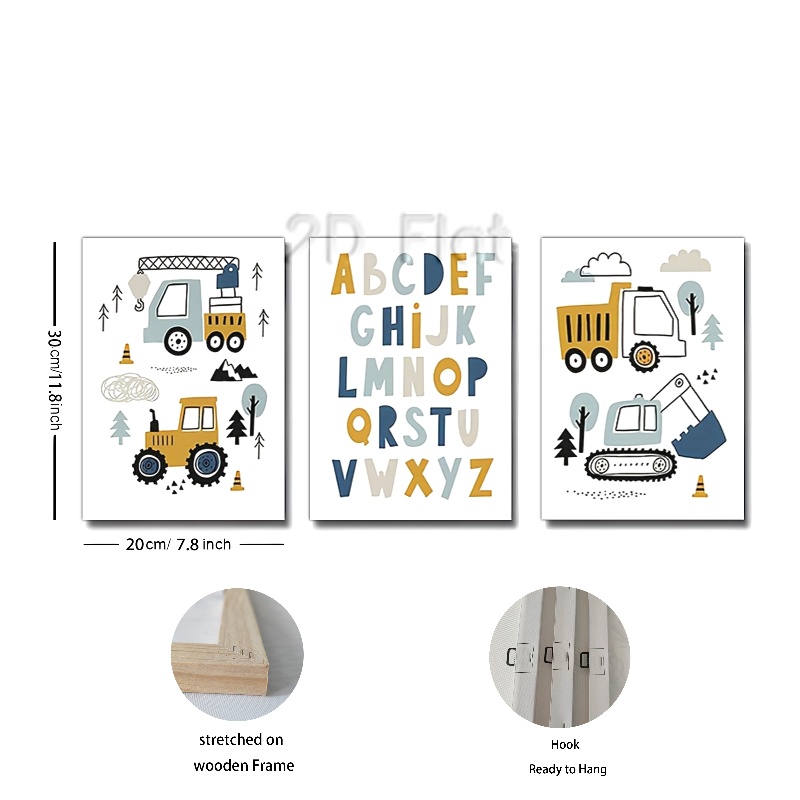 2D Flat
ABCDEF
GHiJK
LMNOP
QRSTU
VWXYZ
30cm/11.8inch
20cm/ 7.8 inch
stretched on
wooden Frame
Hook
Ready to Hang